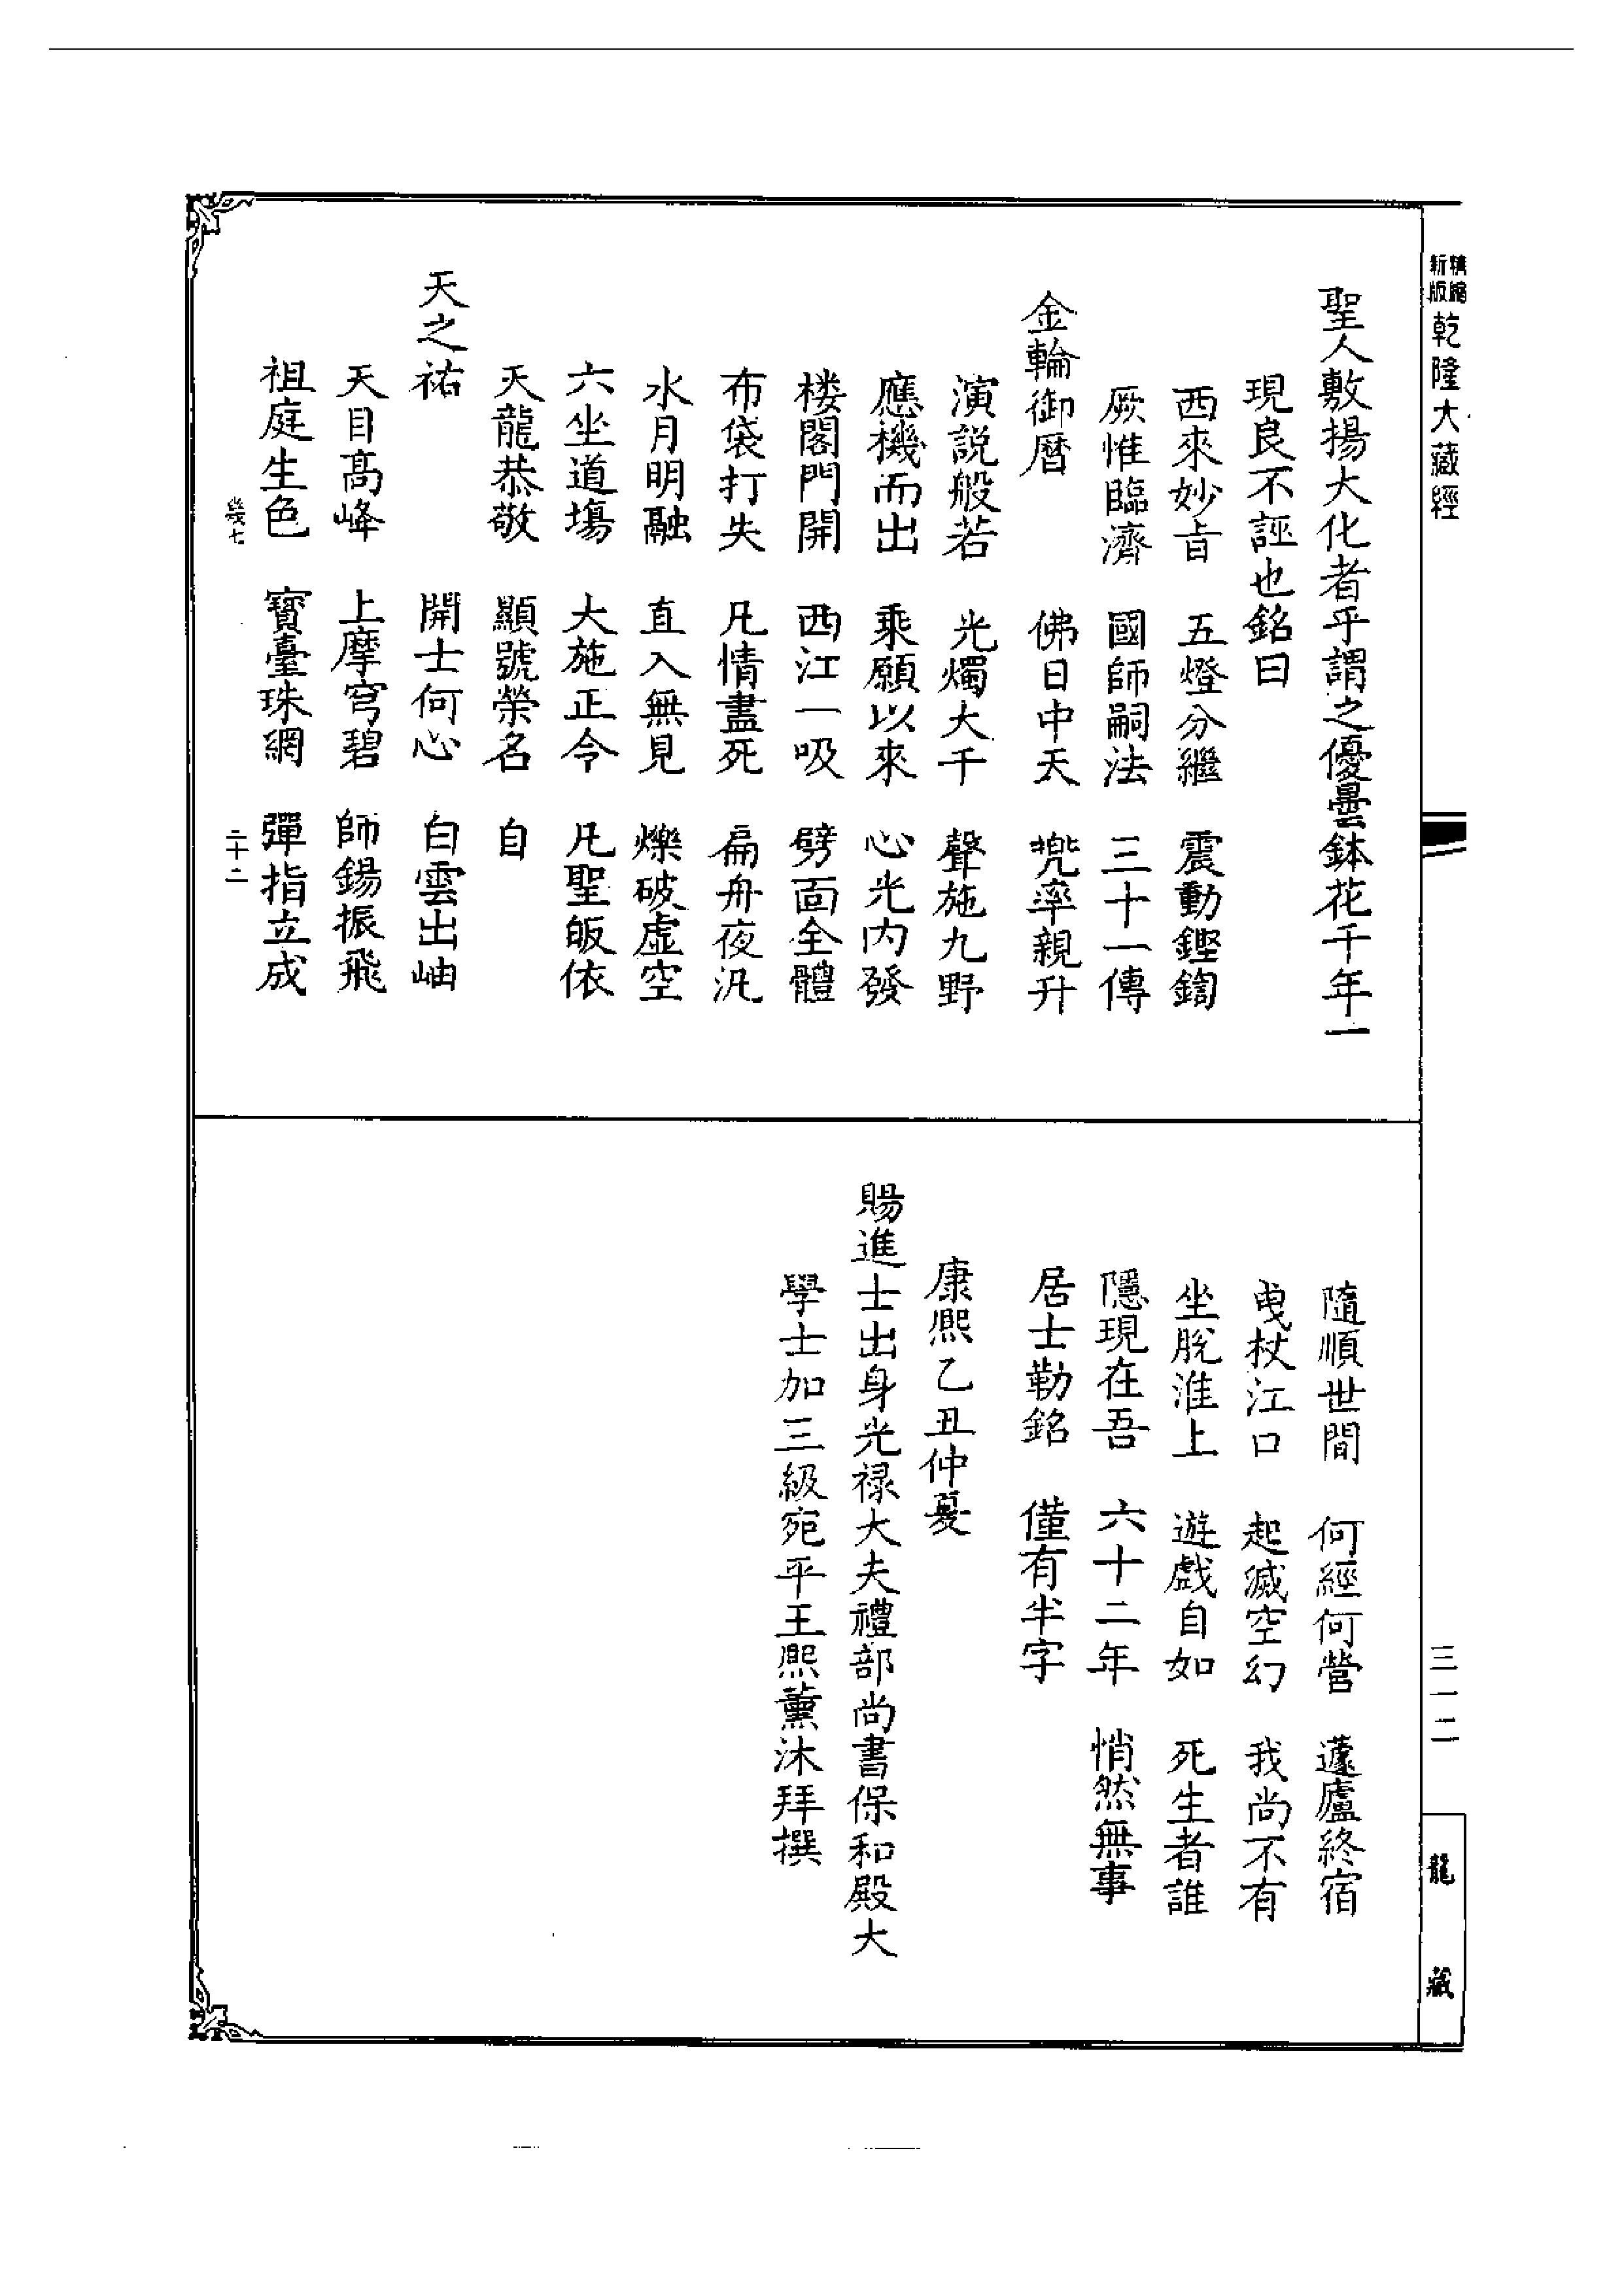 新版精縮乾隆大藏經
聖人敷揚大化者乎謂之優曇鉢花千年一
現良不誣也銘曰
西來妙旨　五燈分繼　震動鏗鍧
厥惟臨濟　國師嗣法　三十一傳
金輪御曆　佛日中天　兜率親升
演說般若　光燭大千　聲施九野
應機而出　乘願以來　心光內發
楼閣門開　西江一吸　劈面全體
布袋打失　凡情盡死　扁舟夜汎
水月明融　直入無見　爍破虛空
六坐道塲　大施正令　凡聖皈依
天龍恭敬　顯號榮名　自
天之祐　開士何心　白雲出岫
天目高峰　上摩穹碧　師錫振飛
祖庭生色　寶臺珠網　彈指立成
幾七　二十二
隨順世間　何經何營　蘧廬終宿
曳杖江口　起滅空幻　我尚不有
坐脫淮上　遊戲自如　死生者誰
隱現在吾　六十二年　悄然無事
居士勒銘　僅有半字
康熙乙丑仲夏
賜進士出身光禄大夫禮部尚書保和殿大
學士加三級宛平王熙薰沐拜撰
三一二
龍藏